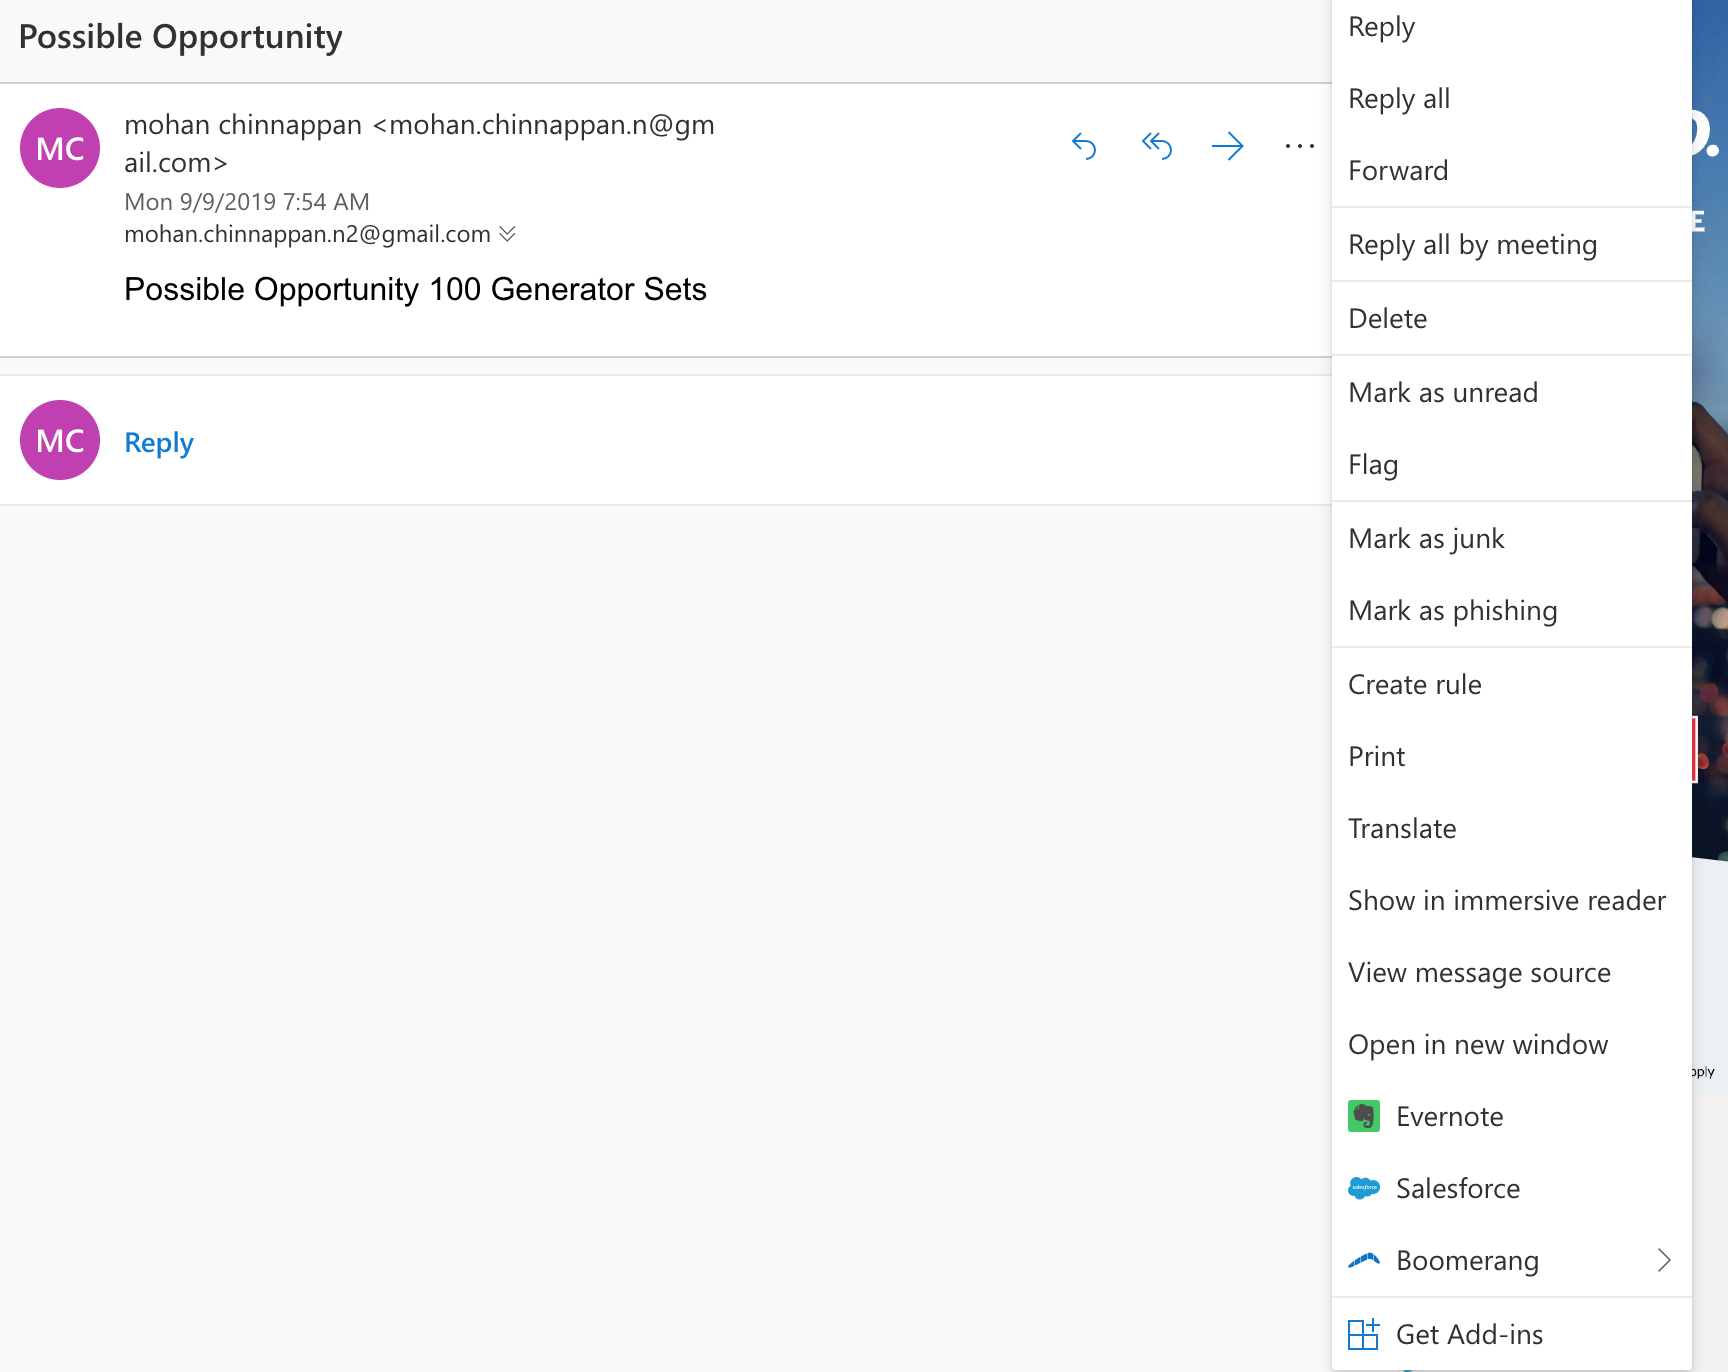 Possible Opportunity
MC
mohan chinnappan <mohan.chinnappan.n@gm
ail.com>
Mon 9/9/2019 7:54 AM
mohan.chinnappan.n2@gmail.com
Possible Opportunity 100 Generator Sets
MC
Reply
Reply
Reply all
Forward
Reply all by meeting
Delete
Mark as unread
Flag
Mark as junk
Mark as phishing
Create rule
Print
Translate
Show in immersive reader
View message source
Open in new window
Evernote
salesforce
Salesforce
Boomerang
Get Add-ins
E